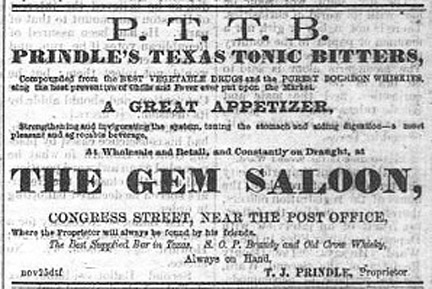 P. T. T. B.
PRINDLE'S TEXAS TONIC BITTERS,
Compounded from the BEST VEGETABLE DRUGS and the PUREST BOURBON WHISKIES,
eing the best preventive of Chills and Fever ever put upon the Market.
A GREAT APPETIZER,
Strengthening and invigorating the system, toning the stomach and aiding digestion—a most
pleasant and agreeable beverage.
At Wholesale and Retail, and Constantly on Draught, at
THE GEM SALOON,
CONGRESS STREET, NEAR THE POST OFFICE,
Where the Proprietor will always be found by his friends.
The Best Supplied Bar in Texas. S. O. P. Brandy and Old Crow Whisky,
Always on Hand,
nov25dtf T. J. PRINDLE, Proprietor